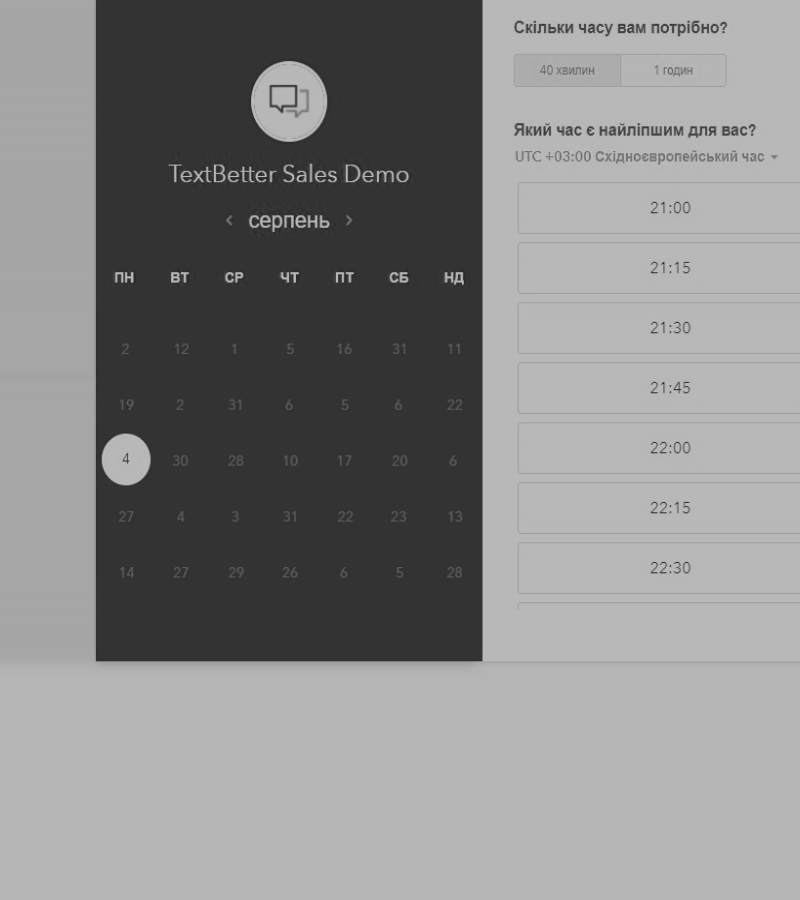 TextBetter Sales Demo
серпень
ПН ВТ СР ЧТ ПТ СБ НД
2 12 1 5 16 31 11
19 2 31 6 5 6 22
4 30 28 10 17 20 6
27 4 3 31 22 23 13
14 27 29 26 6 5 28
Скільки часу вам потрібно?
40 хвилин 1 годин
Який час є найліпшим для вас?
UTC +03:00 Східноєвропейський час
21:00
21:15
21:30
21:45
22:00
22:15
22:30